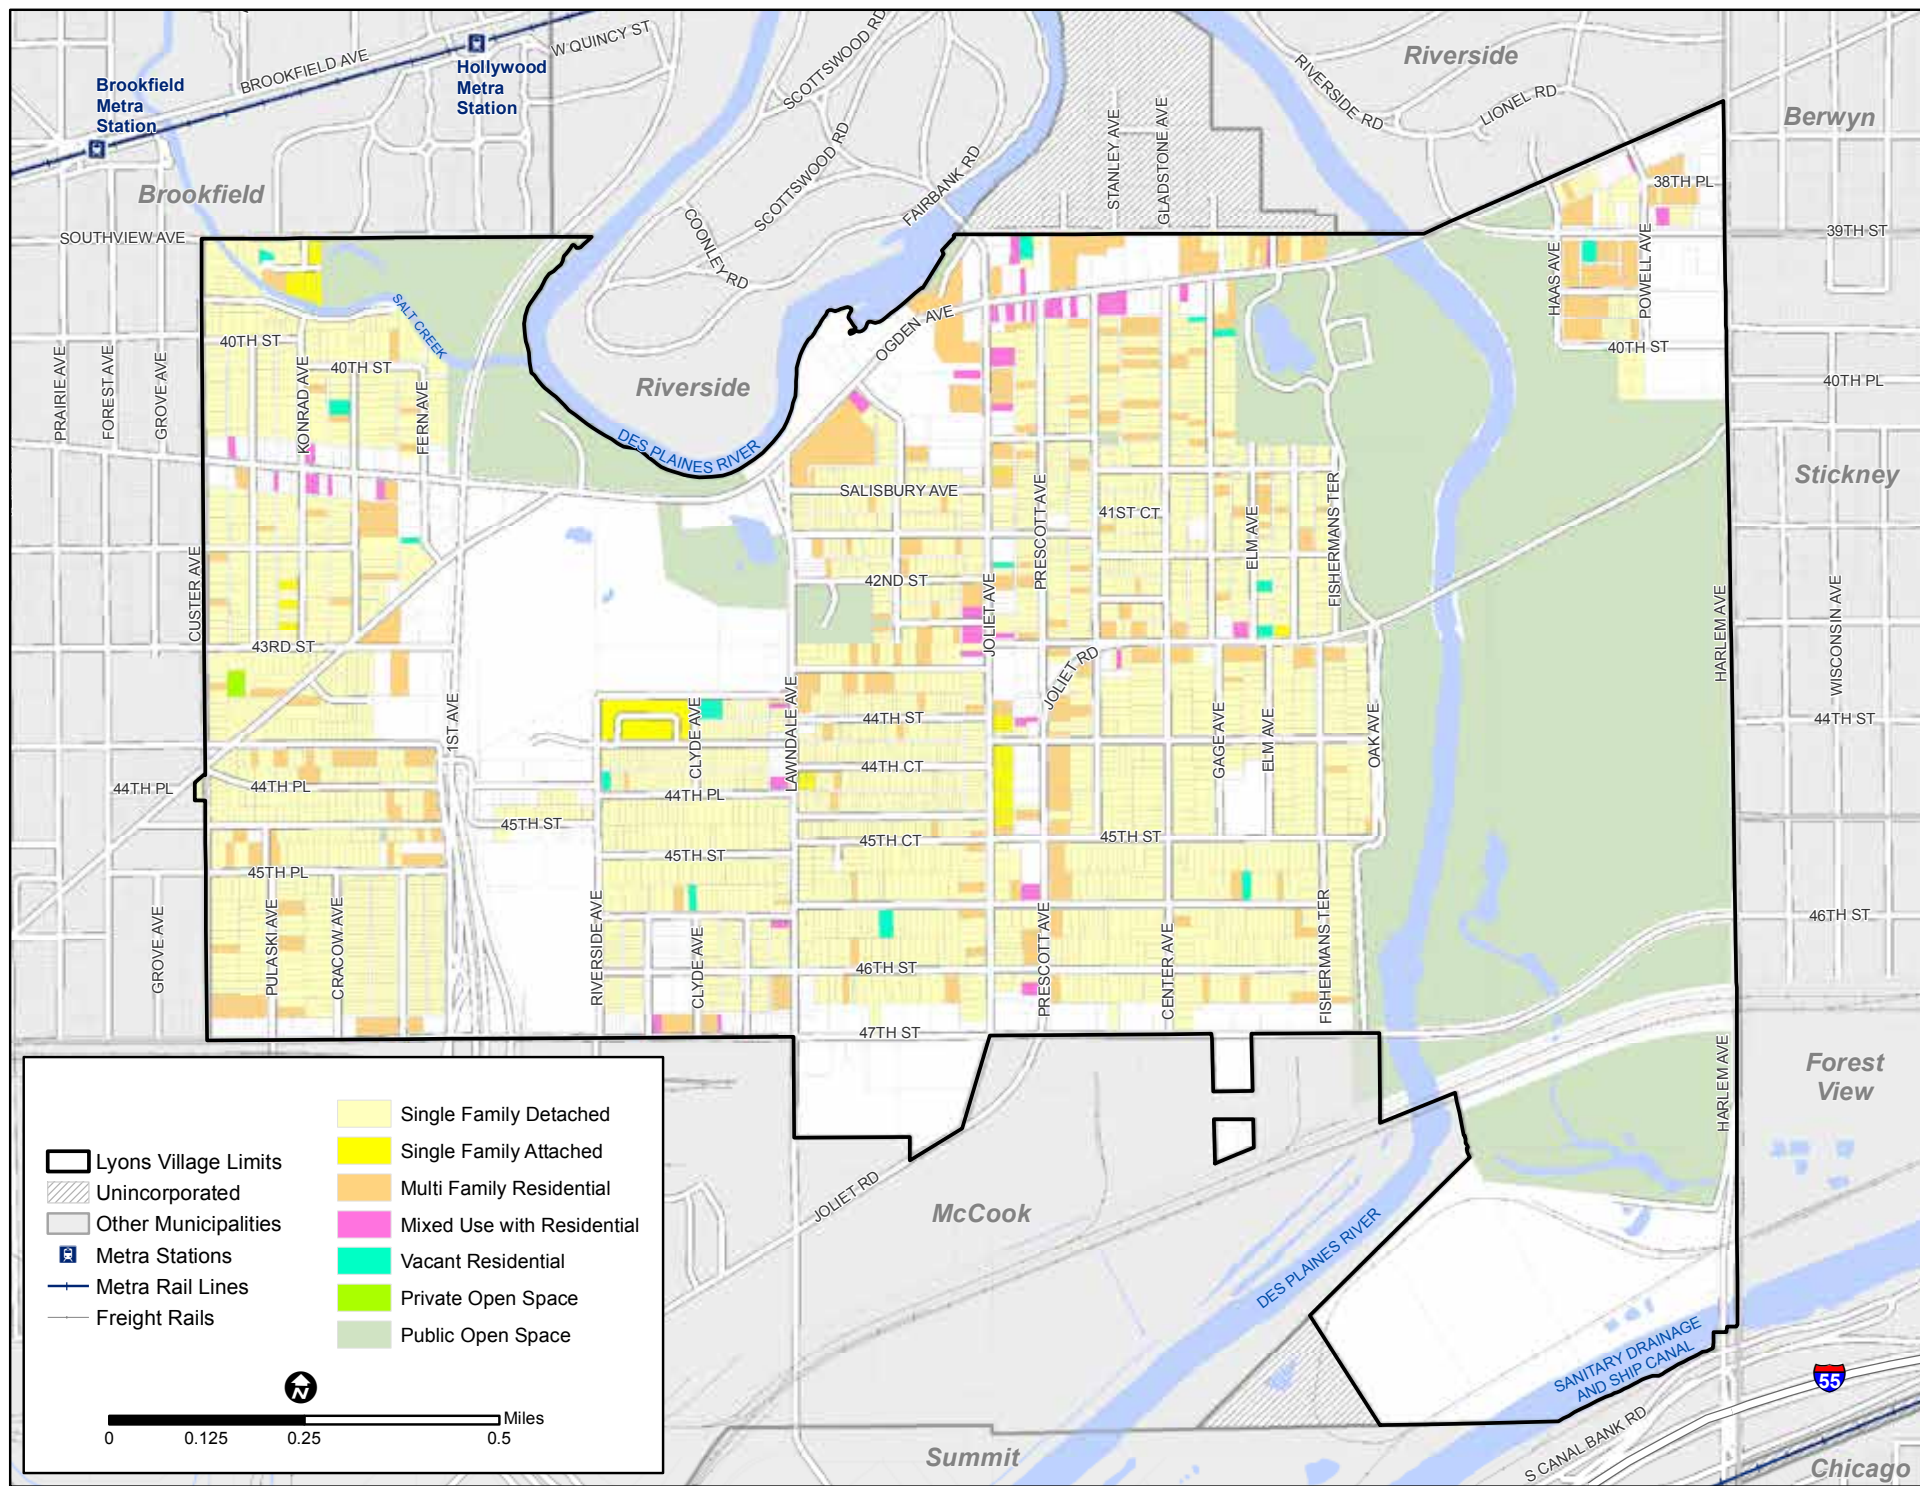 Brookfield
Metra
Station
BROOKFIELD AVE
Hollywood
Metra
Station
W QUINCY ST
SCOTTSWOOD RD
SCOTTSWOOD RD
FAIRBANK RD
COONLEY RD
STANLEY AVE
GLADSTONE AVE
RIVERSIDE RD
LIONEL RD
Riverside
Berwyn
Brookfield
SOUTHVIEW AVE
38TH PL
39TH ST
HAAS AVE
POWELL AVE
SALT CREEK
40TH ST
40TH ST
OGDEN AVE
40TH ST
40TH PL
PRAIRIE AVE
FOREST AVE
GROVE AVE
KONRAD AVE
FERN AVE
Riverside
DES PLAINES RIVER
SALISBURY AVE
PRESCOTT AVE
41ST CT
ELM AVE
FISHERMANS TER
Stickney
CUSTER AVE
42ND ST
JOLIET AVE
HARLEM AVE
WISCONSIN AVE
43RD ST
JOLIET RD
1ST AVE
CLYDE AVE
LAWNDALE AVE
44TH ST
GAGE AVE
ELM AVE
OAK AVE
44TH ST
44TH PL
44TH PL
44TH PL
44TH CT
45TH ST
45TH ST
45TH CT
45TH ST
45TH PL
GROVE AVE
PULASKI AVE
CRACOW AVE
RIVERSIDE AVE
CLYDE AVE
46TH ST
PRESCOTT AVE
CENTER AVE
FISHERMANS TER
46TH ST
47TH ST
HARLEM AVE
Forest
View
JOLIET RD
McCook
DES PLAINES RIVER
SANITARY DRAINAGE
AND SHIP CANAL
55
S CANAL BANK RD
Summit
Chicago
Lyons Village Limits
Unincorporated
Other Municipalities
Metra Stations
Metra Rail Lines
Freight Rails
Single Family Detached
Single Family Attached
Multi Family Residential
Mixed Use with Residential
Vacant Residential
Private Open Space
Public Open Space
N
Miles
0 0.125 0.25 0.5